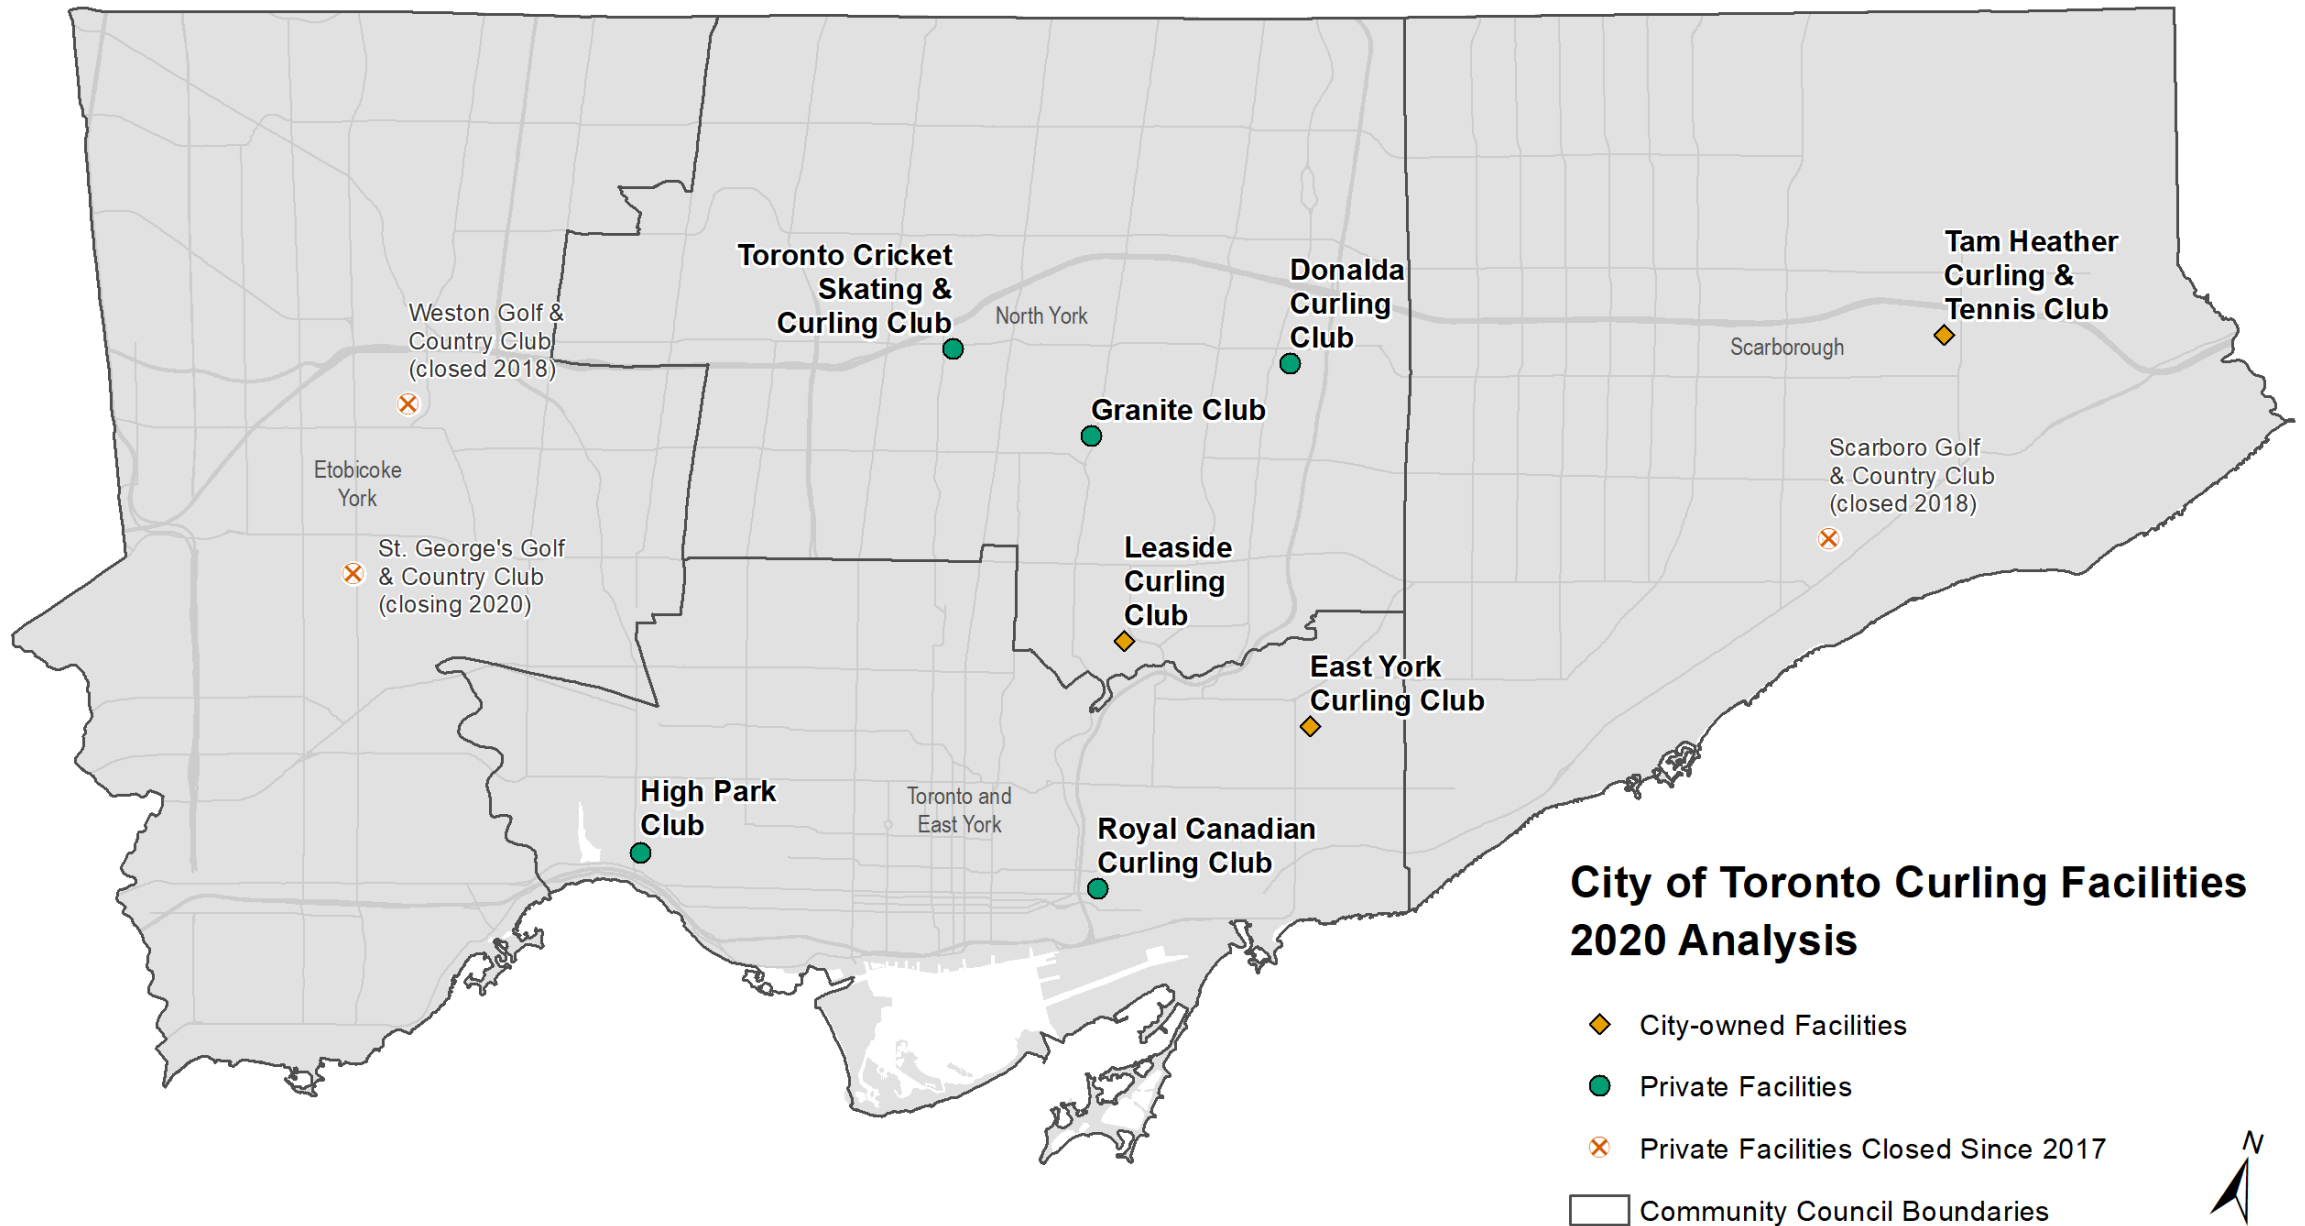 Toronto Cricket
Skating &
Curling Club
North York
Donalda
Curling
Club
Tam Heather
Curling &
Tennis Club
Weston Golf &
Country Club
(closed 2018)
Scarborough
Granite Club
Etobicoke
York
Scarboro Golf
& Country Club
(closed 2018)
St. George's Golf
& Country Club
(closing 2020)
Leaside
Curling
Club
East York
Curling Club
High Park
Club
Toronto and
East York
Royal Canadian
Curling Club
City of Toronto Curling Facilities
2020 Analysis
City-owned Facilities
Private Facilities
Private Facilities Closed Since 2017
Community Council Boundaries
N